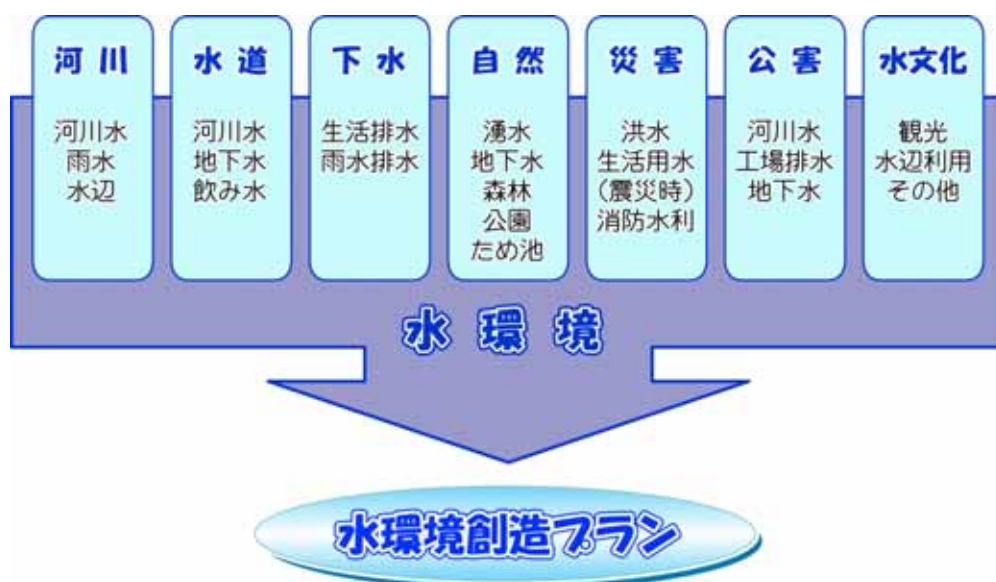 河川
河川水
雨水
水辺
水道
河川水
地下水
飲み水
下水
生活排水
雨水排水
自然
湧水
地下水
森林
公園
ため池
災害
洪水
生活用水
(震災時)
消防水利
公害
河川水
工場排水
地下水
水文化
観光
水辺利用
その他
水環境
水環境創造プラン